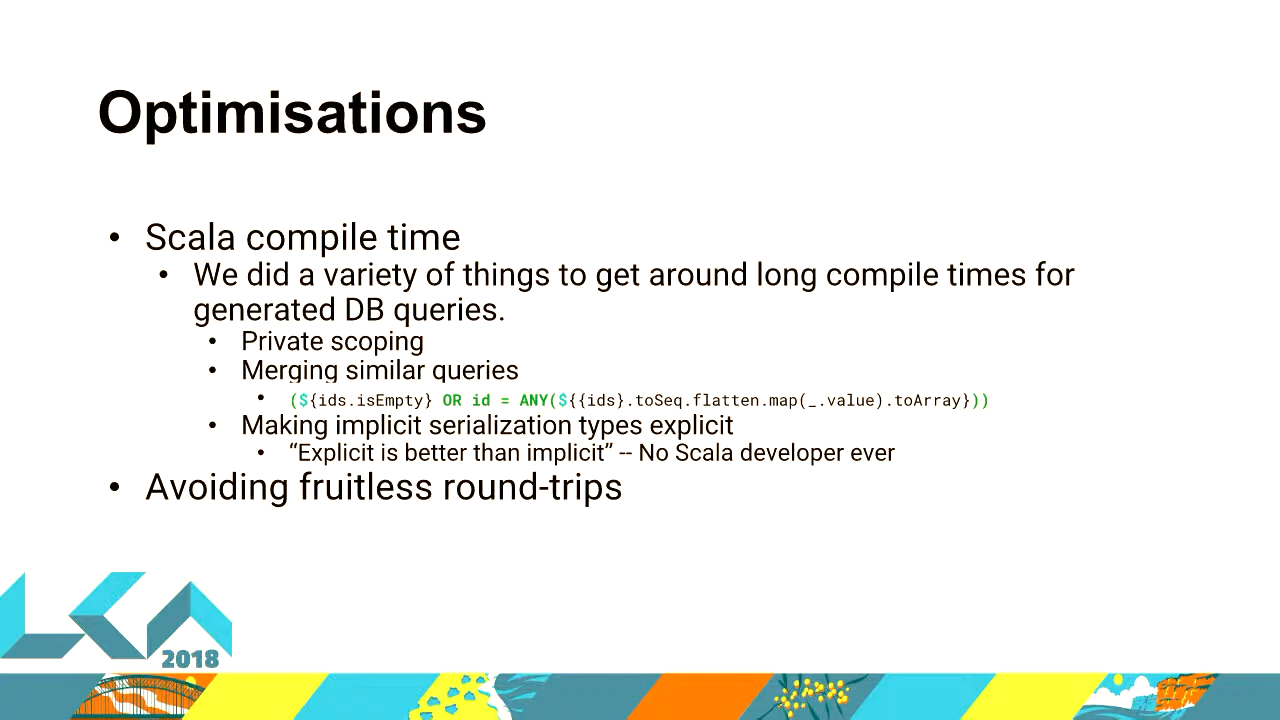 Optimisations
• Scala compile time
• We did a variety of things to get around long compile times for
generated DB queries.
• Private scoping
• Merging similar queries
• (${ids.isEmpty} OR id = ANY(${{ids}.toSeq.flatten.map(_.value).toArray}))
• Making implicit serialization types explicit
• “Explicit is better than implicit” -- No Scala developer ever
• Avoiding fruitless round-trips
LCA
2018